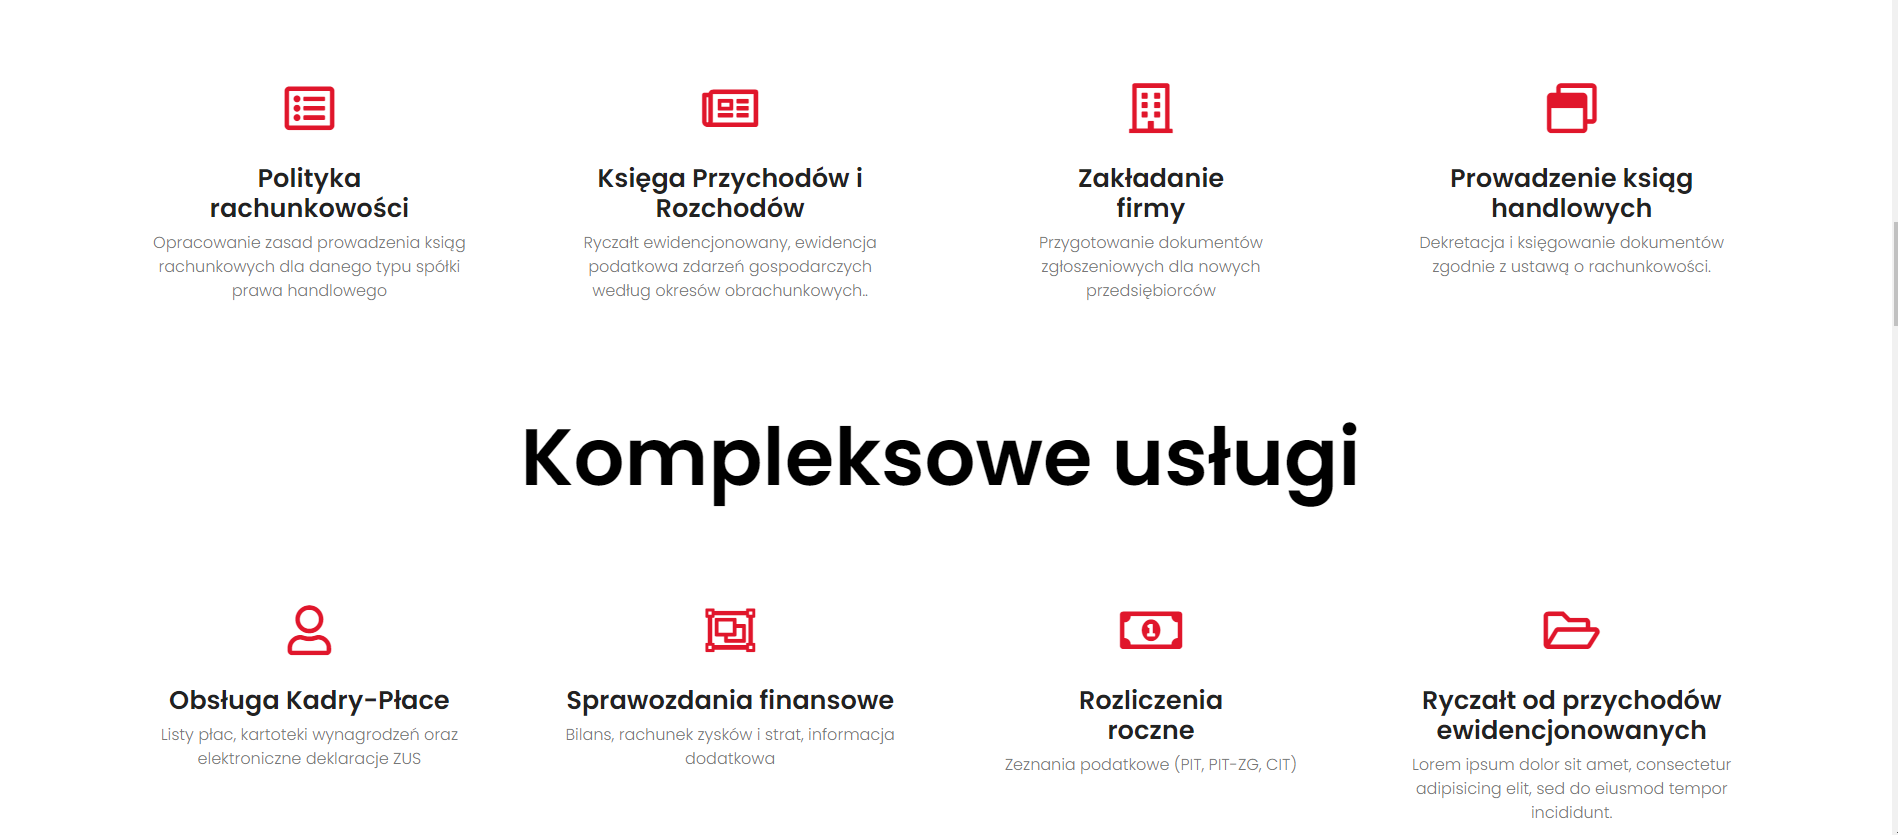 Polityka
rachunkowości
Opracowanie zasad prowadzenia ksiąg
rachunkowych dla danego typu spółki
prawa handlowego
Księga Przychodów i
Rozchodów
Ryczałt ewidencjonowany, ewidencja
podatkowa zdarzeń gospodarczych
według okresów obrachunkowych..
Zakładanie
firmy
Przygotowanie dokumentów
zgłoszeniowych dla nowych
przedsiębiorców
Prowadzenie ksiąg
handlowych
Dekretacja i księgowanie dokumentów
zgodnie z ustawą o rachunkowości.
Kompleksowe usługi
Obsługa Kadry-Płace
Listy płac, kartoteki wynagrodzeń oraz
elektroniczne deklaracje ZUS
Sprawozdania finansowe
Bilans, rachunek zysków i strat, informacja
dodatkowa
1
Rozliczenia
roczne
Zeznania podatkowe (PIT, PIT-ZG, CIT)
Ryczałt od przychodów
ewidencjonowanych
Lorem ipsum dolor sit amet, consectetur
adipisicing elit, sed do eiusmod tempor
incididunt.